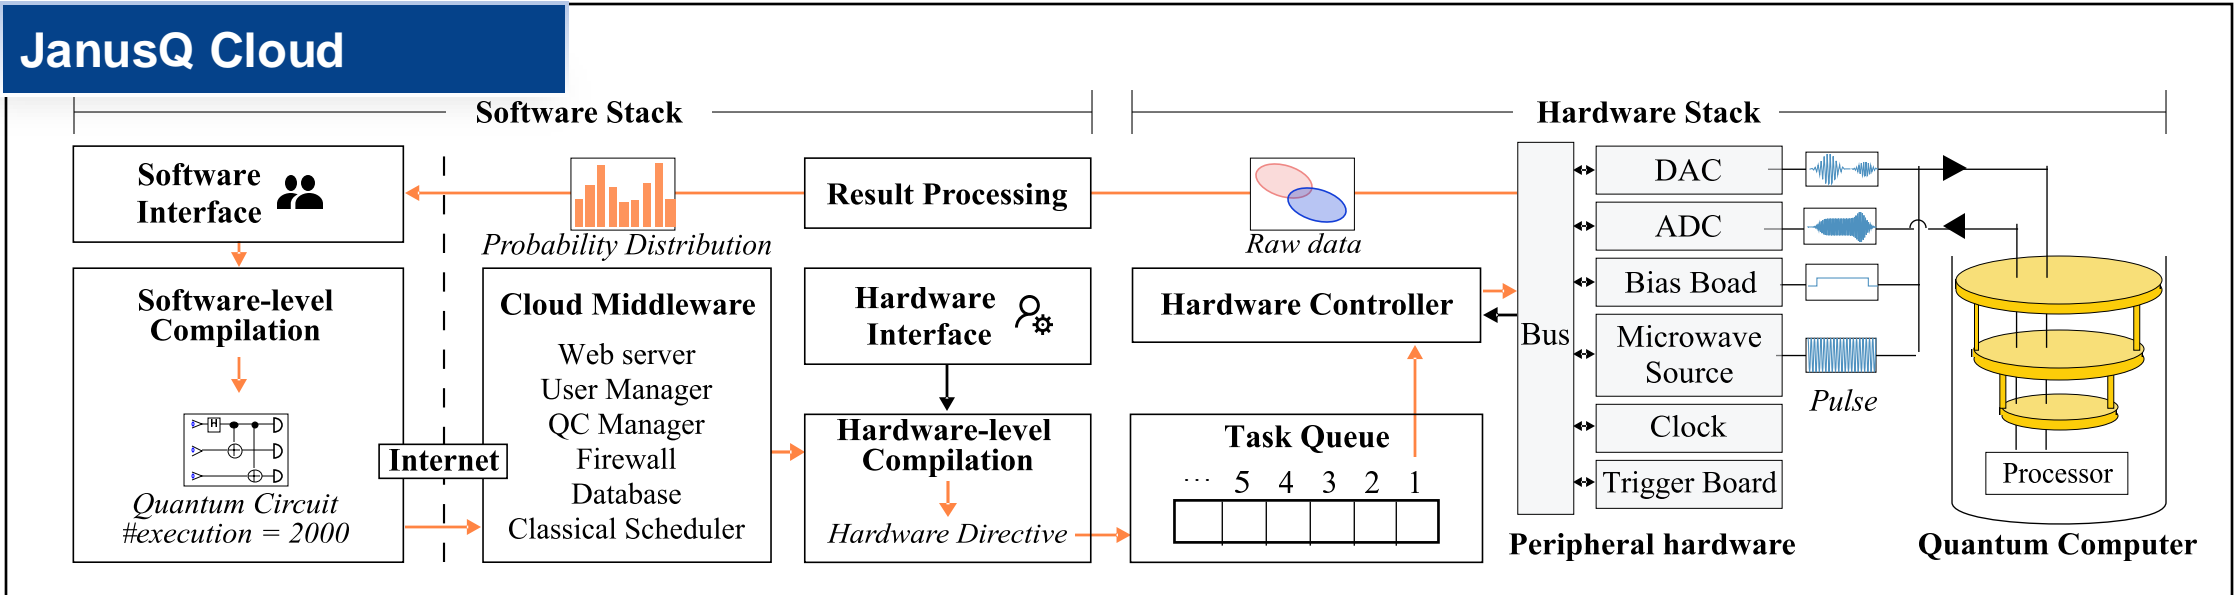 JanusQ Cloud
Software Stack
Hardware Stack
Software
Interface
Probability Distribution
Result Processing
Raw data
Software-level
Compilation
H
Quantum Circuit
#execution = 2000
Internet
Cloud Middleware
Web server
User Manager
QC Manager
Firewall
Database
Classical Scheduler
Hardware
Interface
Hardware-level
Compilation
Hardware Directive
Hardware Controller
Task Queue
... 5 4 3 2 1
Bus
DAC
ADC
Bias Boad
Microwave
Source
Clock
Trigger Board
Peripheral hardware
Pulse
Processor
Quantum Computer